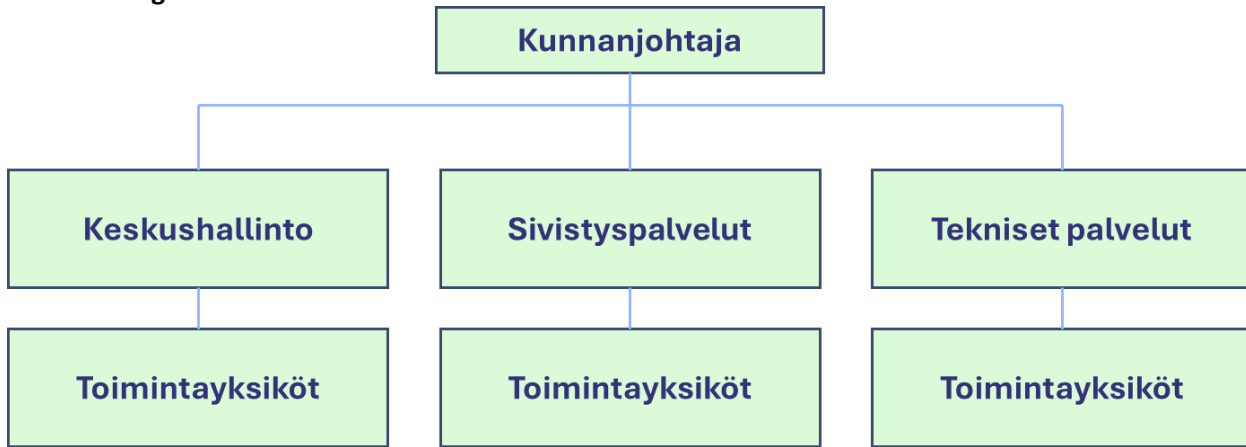 Kunnanjohtaja
Keskushallinto
Sivistyspalvelut
Tekniset palvelut
Toimintayksiköt
Toimintayksiköt
Toimintayksiköt